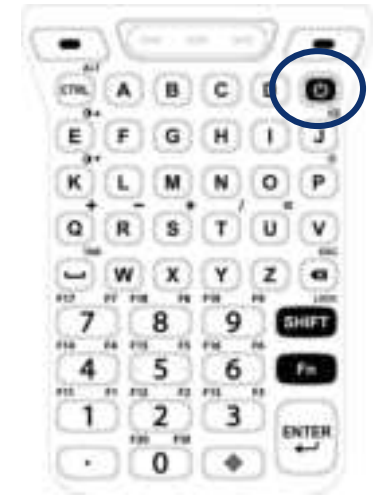 ALT
CTRL A B C D
E F G H I J
K L M N O P
+ - * / =
Q R S T U V
TAB ESC
W X Y Z
F17 F7 F18 F8 F19 F9 LOCK
7 8 9 SHIFT
F14 F4 F15 F5 F16 F6
4 5 6 Fn
F11 F1 F12 F2 F13 F3
1 2 3
ENTER
F20 F10
. 0